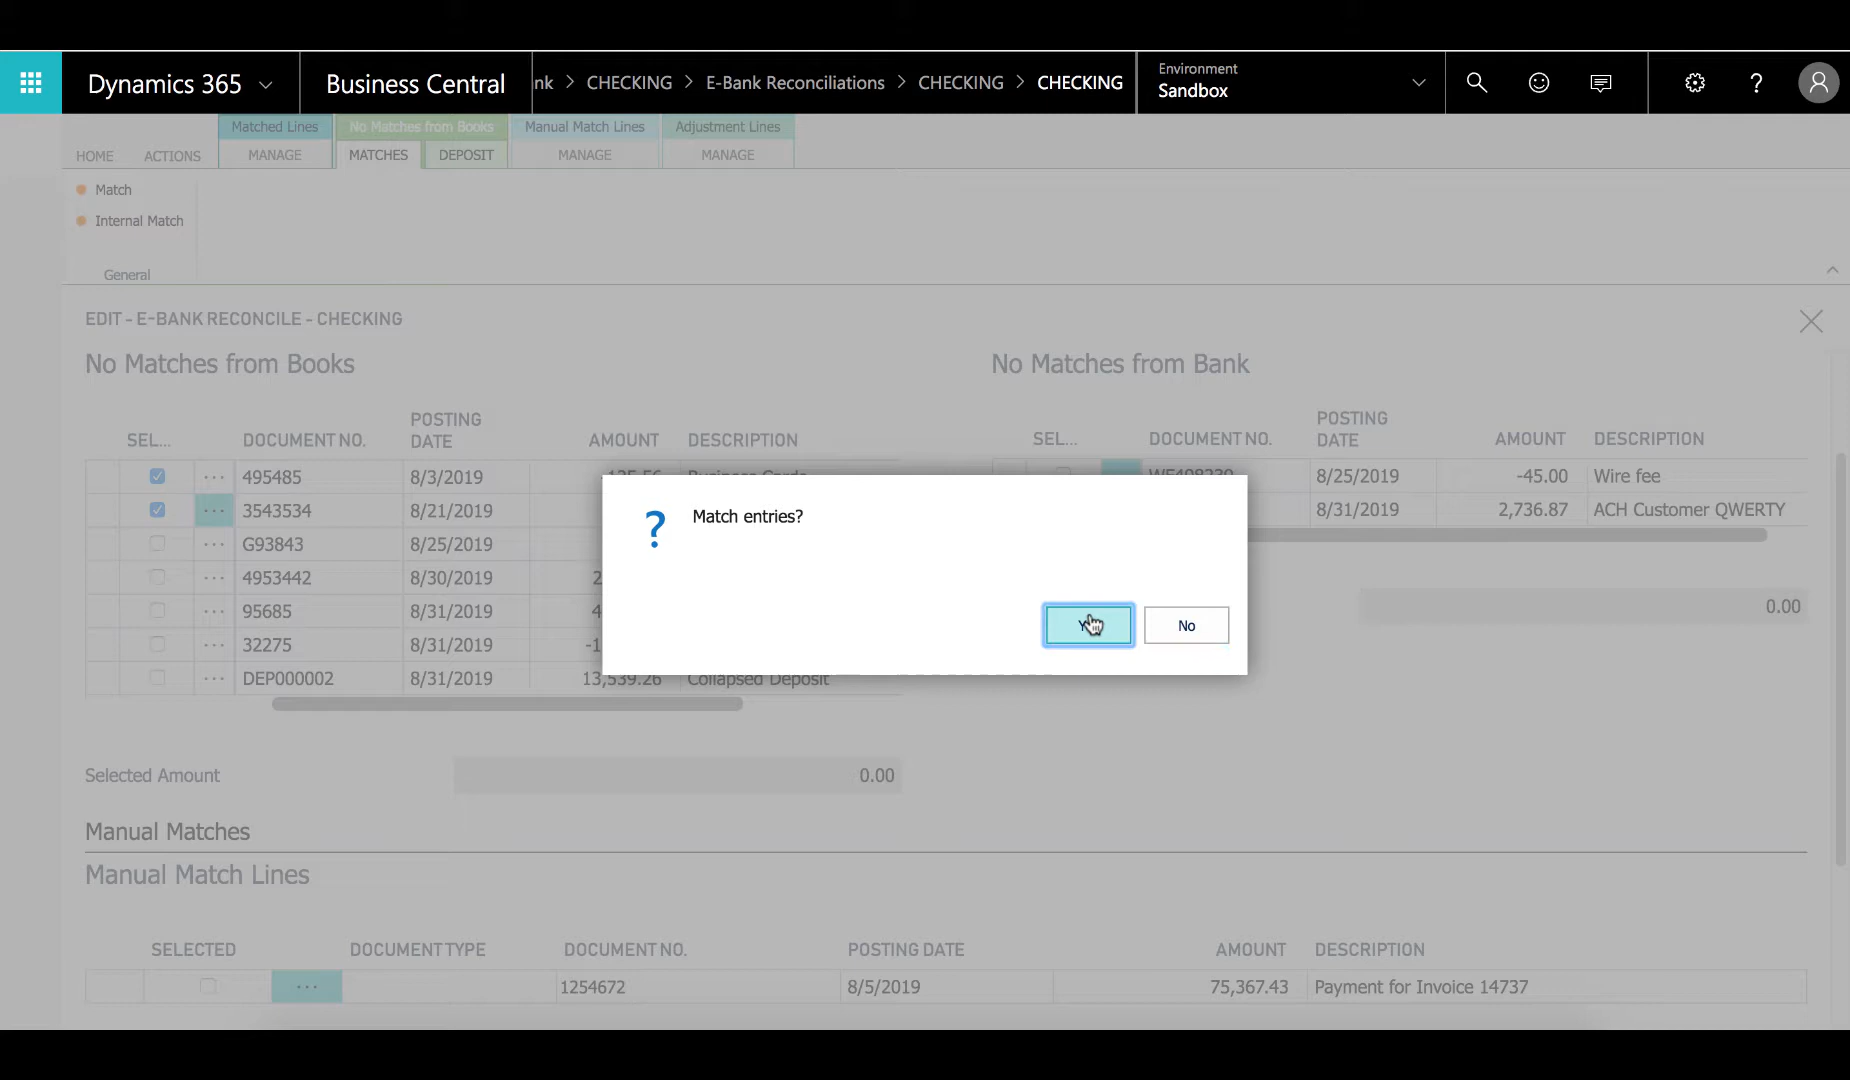 Dynamics 365
Business Central
nk > CHECKING > E-Bank Reconciliations > CHECKING > CHECKING
Environment
Sandbox
Matched Lines
No Matches from Books
Manual Match Lines
Adjustment Lines
HOME
ACTIONS
MANAGE
MATCHES
DEPOSIT
MANAGE
MANAGE
Match
Internal Match
General
EDIT - E-BANK RECONCILE - CHECKING
No Matches from Books
SEL... DOCUMENT NO. POSTING DATE AMOUNT DESCRIPTION
495485 8/3/2019 Business Cards
3543534 8/21/2019
G93843 8/25/2019
4953442 8/30/2019 2
95685 8/31/2019 4
32275 8/31/2019 -1
DEP000002 8/31/2019 13,539.26 Collapsed Deposit
Selected Amount 0.00
No Matches from Bank
SEL... DOCUMENT NO. POSTING DATE AMOUNT DESCRIPTION
8/25/2019 -45.00 Wire fee
8/31/2019 2,736.87 ACH Customer QWERTY
0.00
Match entries?
Y
No
Manual Matches
Manual Match Lines
SELECTED DOCUMENT TYPE DOCUMENT NO. POSTING DATE AMOUNT DESCRIPTION
1254672 8/5/2019 75,367.43 Payment for Invoice 14737